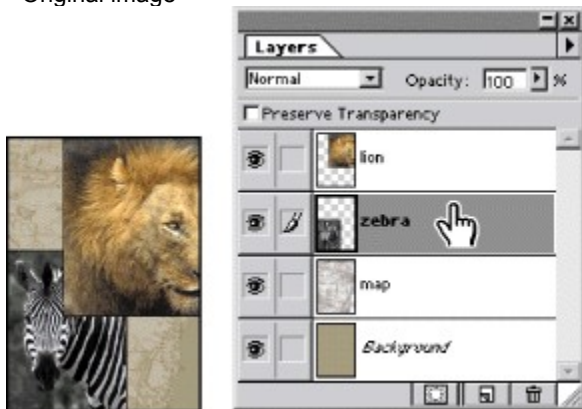 Original Image
Layers
Normal Opacity: 100 %
Preserve Transparency
lion
zebra
map
Background